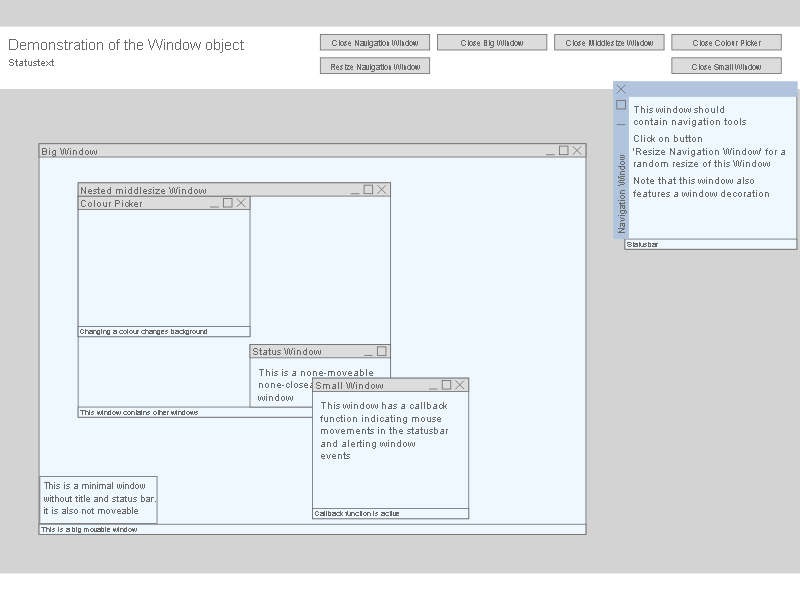 Demonstration of the Window object
Statustext
Close Navigation Window
Close Big Window
Close Middlesize Window
Close Colour Picker
Resize Navigation Window
Close Small Window
Navigation Window
This window should
contain navigation tools
Click on button
'Resize Navigation Window' for a
random resize of this Window
Note that this window also
features a window decoration
Statusbar
Big Window
Nested middlesize Window
Colour Picker
Changing a colour changes background
Status Window
This is a none-moveable
none-closea
window
This window contains other windows
Small Window
This window has a callback
function indicating mouse
movements in the statusbar
and alerting window
events
Callback function is active
This is a minimal window
without title and status bar.
it is also not moveable
This is a big movable window